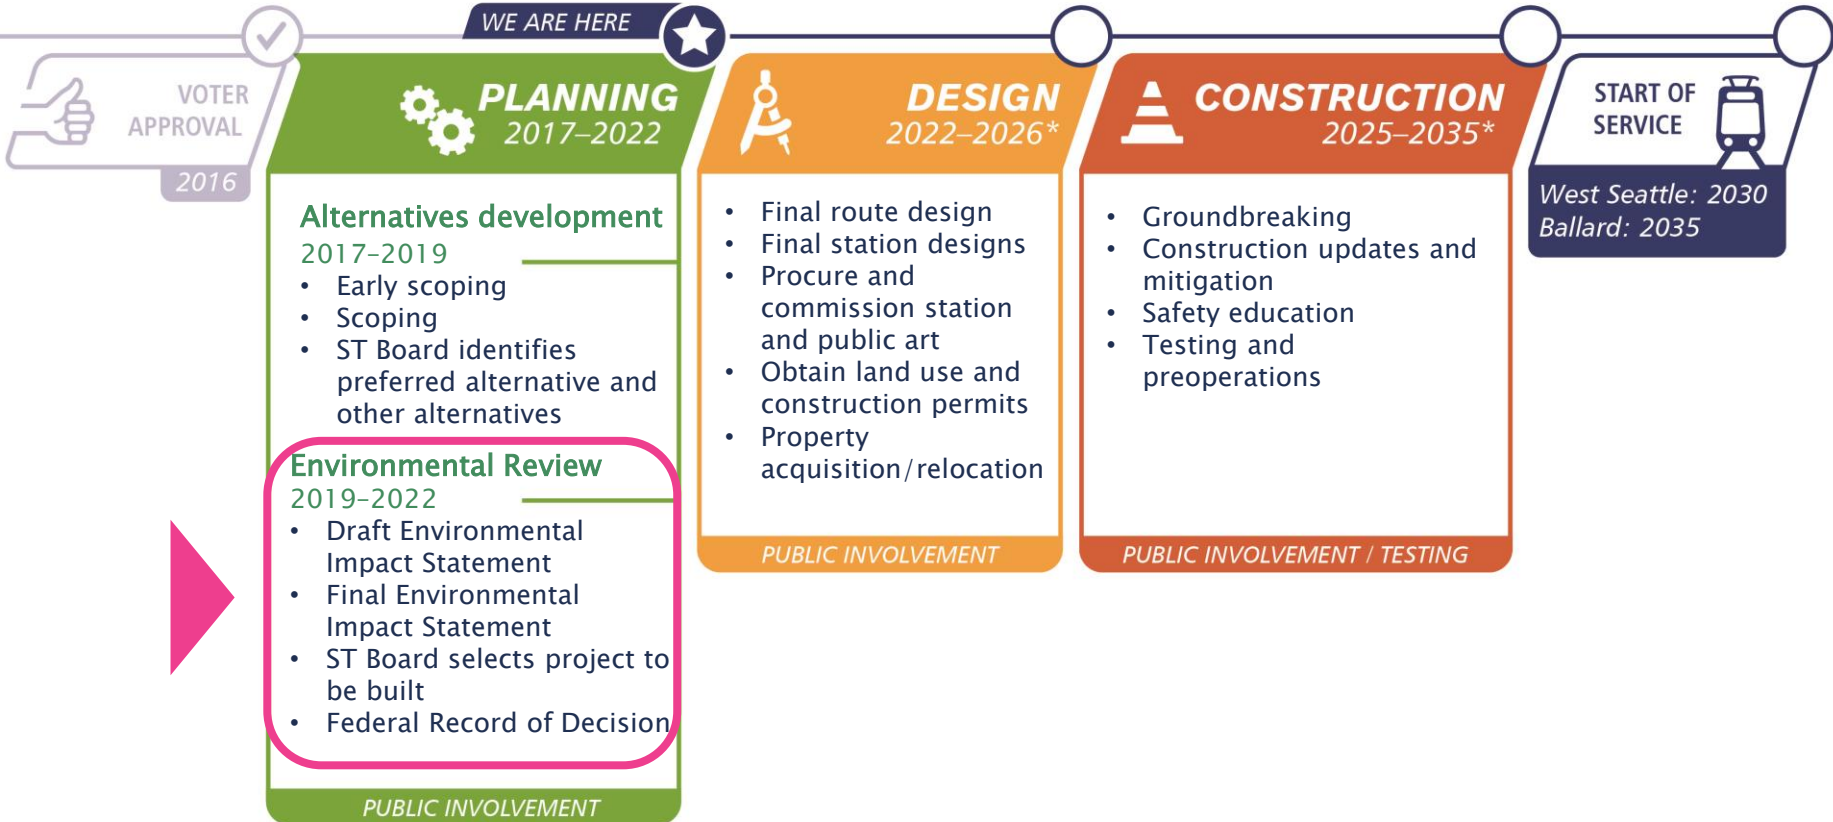 WE ARE HERE
VOTER
APPROVAL
2016
PLANNING
2017–2022
Alternatives development
2017–2019
• Early scoping
• Scoping
• ST Board identifies
preferred alternative and
other alternatives
Environmental Review
2019–2022
• Draft Environmental
Impact Statement
• Final Environmental
Impact Statement
• ST Board selects project to
be built
• Federal Record of Decision
PUBLIC INVOLVEMENT
DESIGN
2022–2026*
• Final route design
• Final station designs
• Procure and
commission station
and public art
• Obtain land use and
construction permits
• Property
acquisition/relocation
PUBLIC INVOLVEMENT
CONSTRUCTION
2025–2035*
• Groundbreaking
• Construction updates and
mitigation
• Safety education
• Testing and
preoperations
PUBLIC INVOLVEMENT / TESTING
START OF
SERVICE
West Seattle: 2030
Ballard: 2035